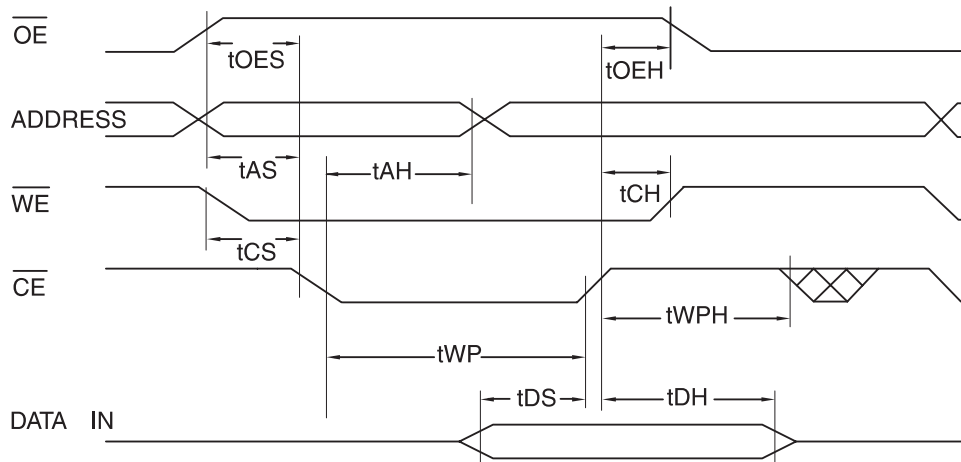 OE
tOES
tOEH
ADDRESS
tAS
tAH
tCH
WE
tCS
CE
tWPH
tWP
tDS
tDH
DATA IN